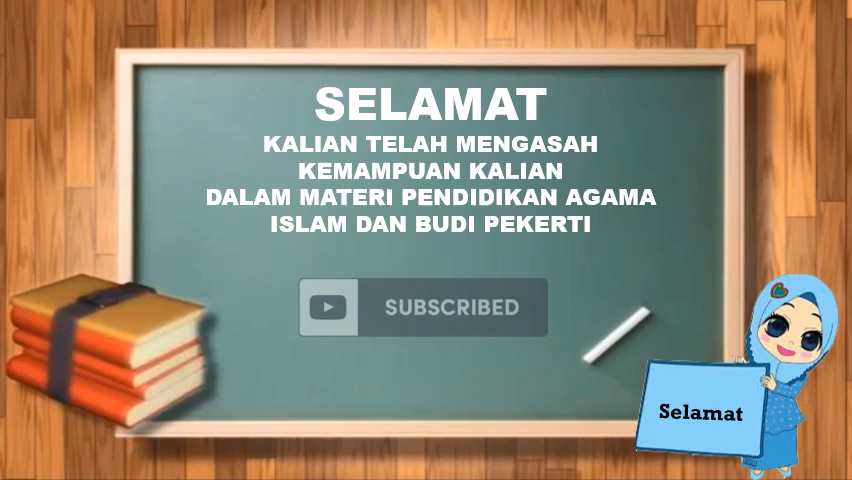 SELAMAT
KALIAN TELAH MENGASAH
KEMAMPUAN KALIAN
DALAM MATERI PENDIDIKAN AGAMA
ISLAM DAN BUDI PEKERTI
SUBSCRIBED
Selamat